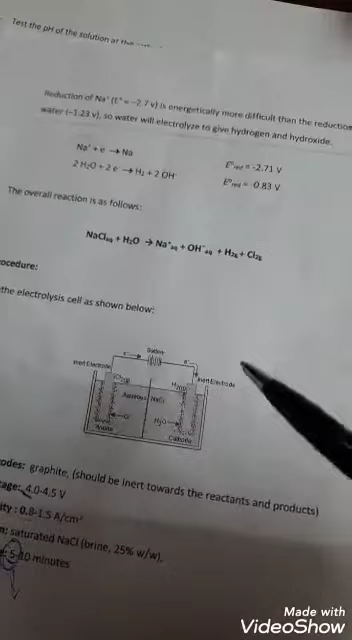 Test the pH of the solution at the
Reduction of Na⁺ (E° = -2.7 v) is energetically more difficult than the reduction
water (-1.23 v), so water will electrolyze to give hydrogen and hydroxide.
Na⁺ + e → Na E°red = -2.71 V
2 H₂O + 2 e → H₂ + 2 OH⁻ E°red = -0.83 V
The overall reaction is as follows:
NaClaq + H₂O → Na⁺aq + OH⁻aq + H2g + Cl2g
ocedure:
the electrolysis cell as shown below:
Battery
e⁻ e⁻
Inert Electrode Inert Electrode
Aqueous NaCl
H₂O
Anode Cathode
odes: graphite, (should be inert towards the reactants and products)
tage: 4.0-4.5 V
ity : 0.8-1.5 A/cm²
n: saturated NaCl (brine, 25% w/w),
: 5-10 minutes
Made with
VideoShow